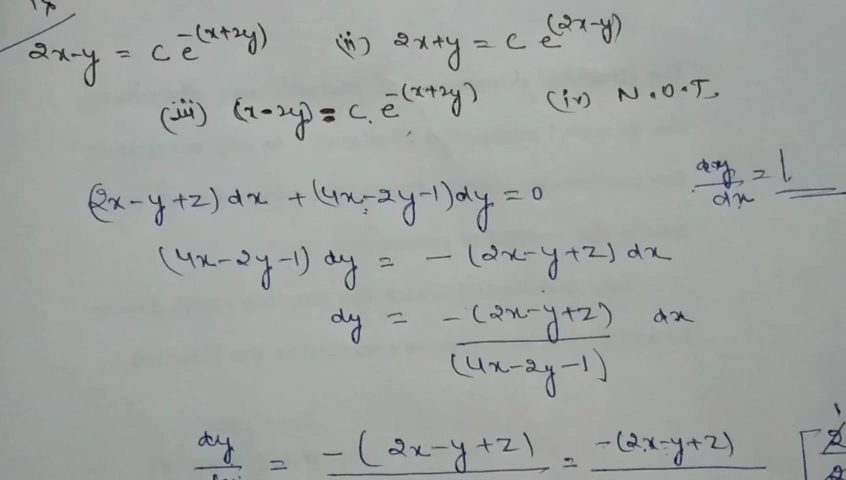 2x-y = c e^-(x+2y) (ii) 2x+y = c e^(2x-y)
(iii) (x-2y) = c. e^-(x+2y) (iv) N.O.T.
(2x-y+2) dx + (4x-2y-1) dy = 0 dy/dx = 1
(4x-2y-1) dy = - (2x-y+2) dx
dy = -(2x-y+2)/(4x-2y-1) dx
dy = -(2x-y+2) = -(2x-y+2)